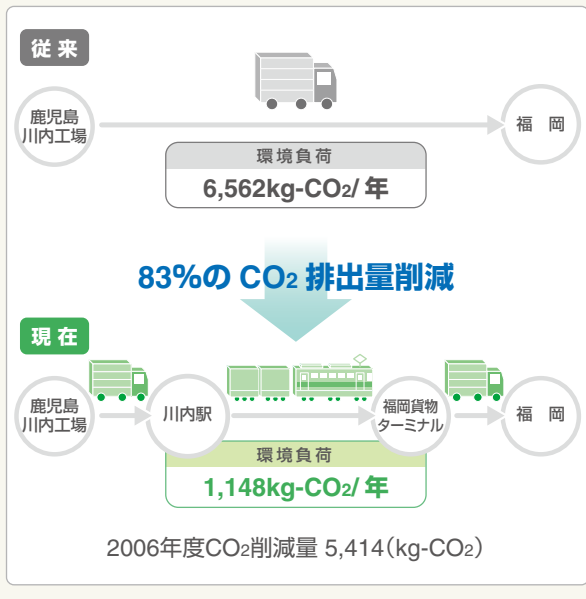 従来
鹿児島
川内工場
福岡
環境負荷
6,562kg-CO2/年
83%のCO2排出量削減
現在
鹿児島
川内工場
川内駅
福岡貨物
ターミナル
福岡
環境負荷
1,148kg-CO2/年
2006年度CO2削減量 5,414(kg-CO2)